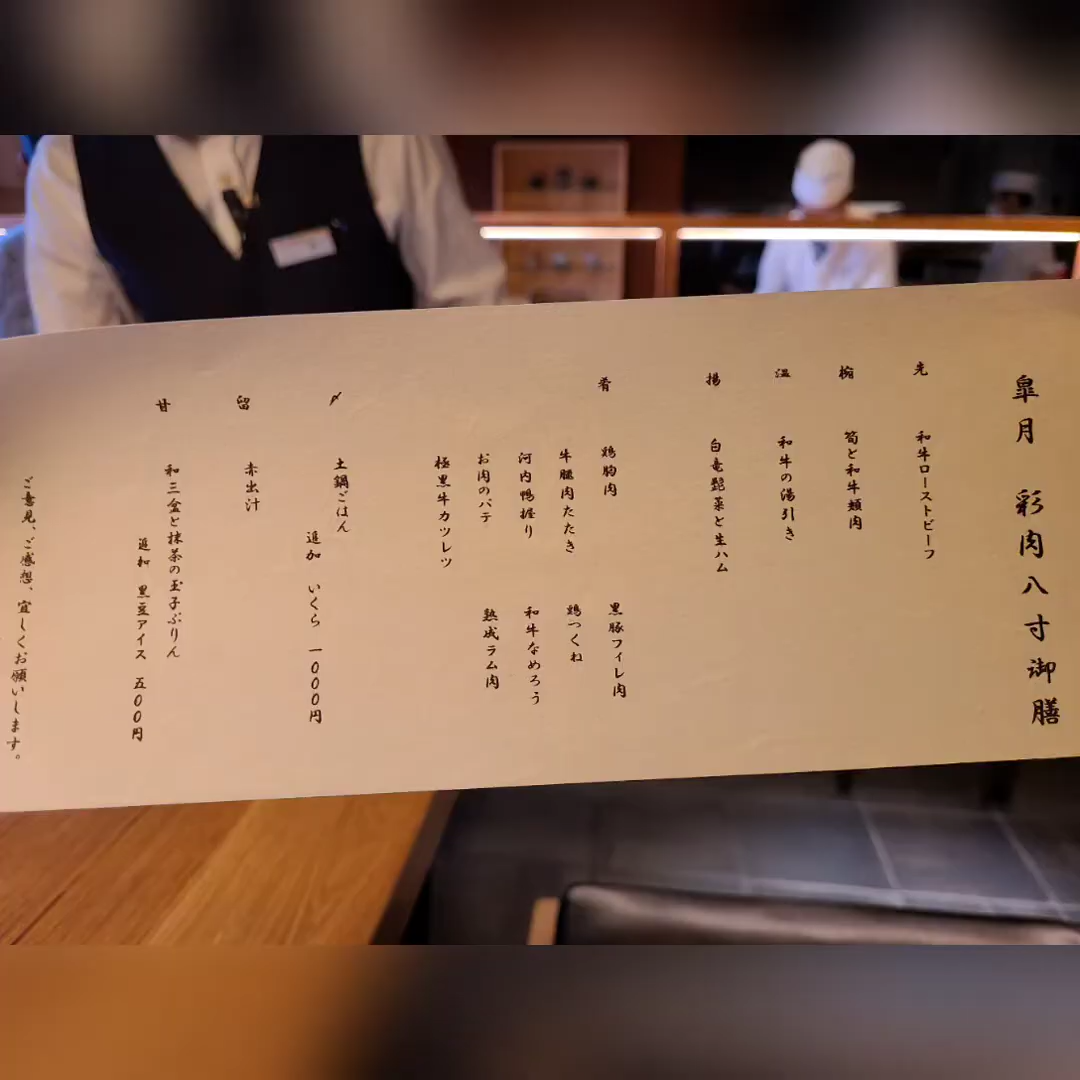 皐月 彩肉八寸御膳
先 和牛ローストビーフ
椀 筍と和牛頬肉
温 和牛の湯引き
揚 白竜髭菜と生ハム
肴 鶏胸肉 黒豚フィレ肉
牛腿肉たたき 鶏つくね
河内鴨握り 和牛なめろう
お肉のパテ 熟成ラム肉
極黒牛カツレツ
〆 土鍋ごはん
追加 いくら 一〇〇〇円
留 赤出汁
甘 和三盆と抹茶の玉子ぷりん
追加 黒豆アイス 五〇〇円
ご意見、ご感想、宜しくお願いします。